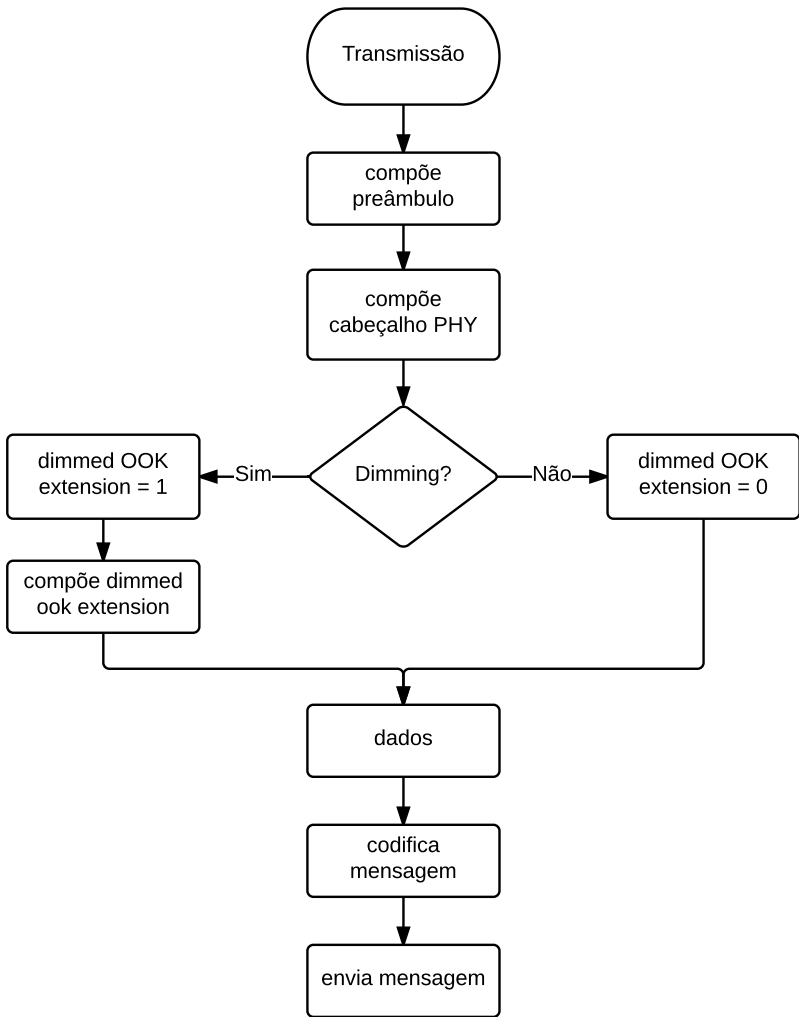 Transmissão
compõe
preâmbulo
compõe
cabeçalho PHY
Dimming?
Sim
Não
dimmed OOK
extension = 1
dimmed OOK
extension = 0
compõe dimmed
ook extension
dados
codifica
mensagem
envia mensagem